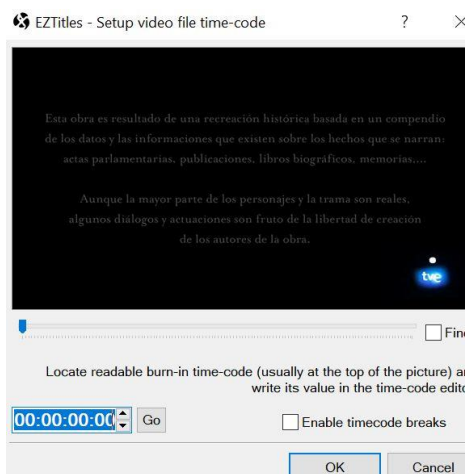 EZTitles - Setup video file time-code
?
Esta obra es resultado de una recreación histórica basada en un compendio
de los datos y las informaciones que existen sobre los hechos que se narran:
actas parlamentarias, publicaciones, libros biográficos, memorias,...
Aunque la mayor parte de los personajes y la trama son reales,
algunos diálogos y actuaciones son fruto de la libertad de creación
de los autores de la obra.
tve
Locate readable burn-in time-code (usually at the top of the picture)
write its value in the time-code
00:00:00:00
Go
Enable timecode breaks
OK
Cancel